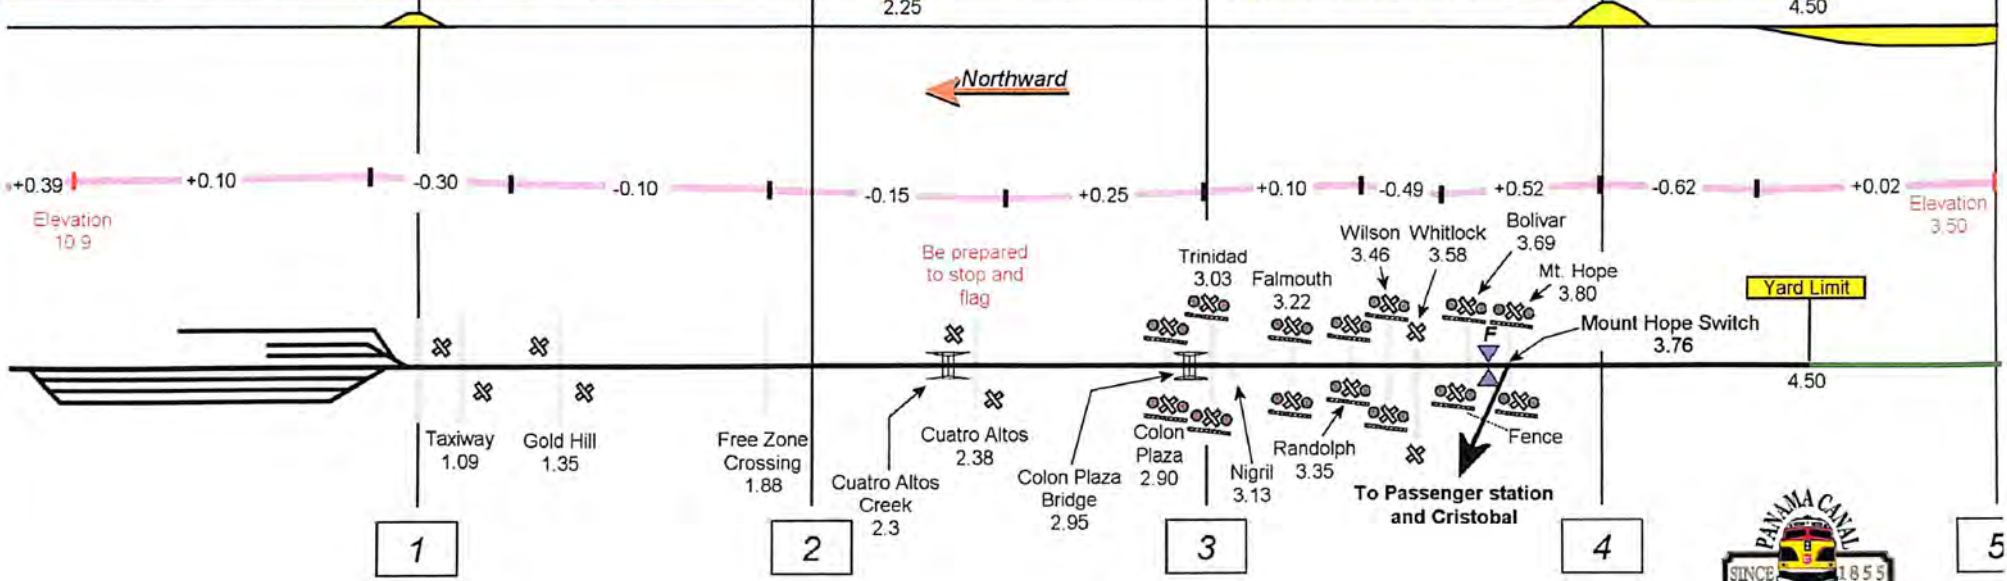 2.25
4.50
Northward
+0.39
+0.10
-0.30
-0.10
-0.15
+0.25
+0.10
-0.49
+0.52
-0.62
+0.02
Elevation
10.9
Elevation
3.50
Be prepared
to stop and
flag
Trinidad
3.03
Falmouth
3.22
Wilson
3.46
Whitlock
3.58
Bolivar
3.69
Mt. Hope
3.80
Yard Limit
F
Mount Hope Switch
3.76
4.50
Taxiway
1.09
Gold Hill
1.35
Free Zone
Crossing
1.88
Cuatro Altos
Creek
2.3
Cuatro Altos
2.38
Colon Plaza
Bridge
2.95
Colon
Plaza
2.90
Nigril
3.13
Randolph
3.35
Fence
To Passenger station
and Cristobal
1
2
3
4
5
PANAMA CANAL
SINCE 1855